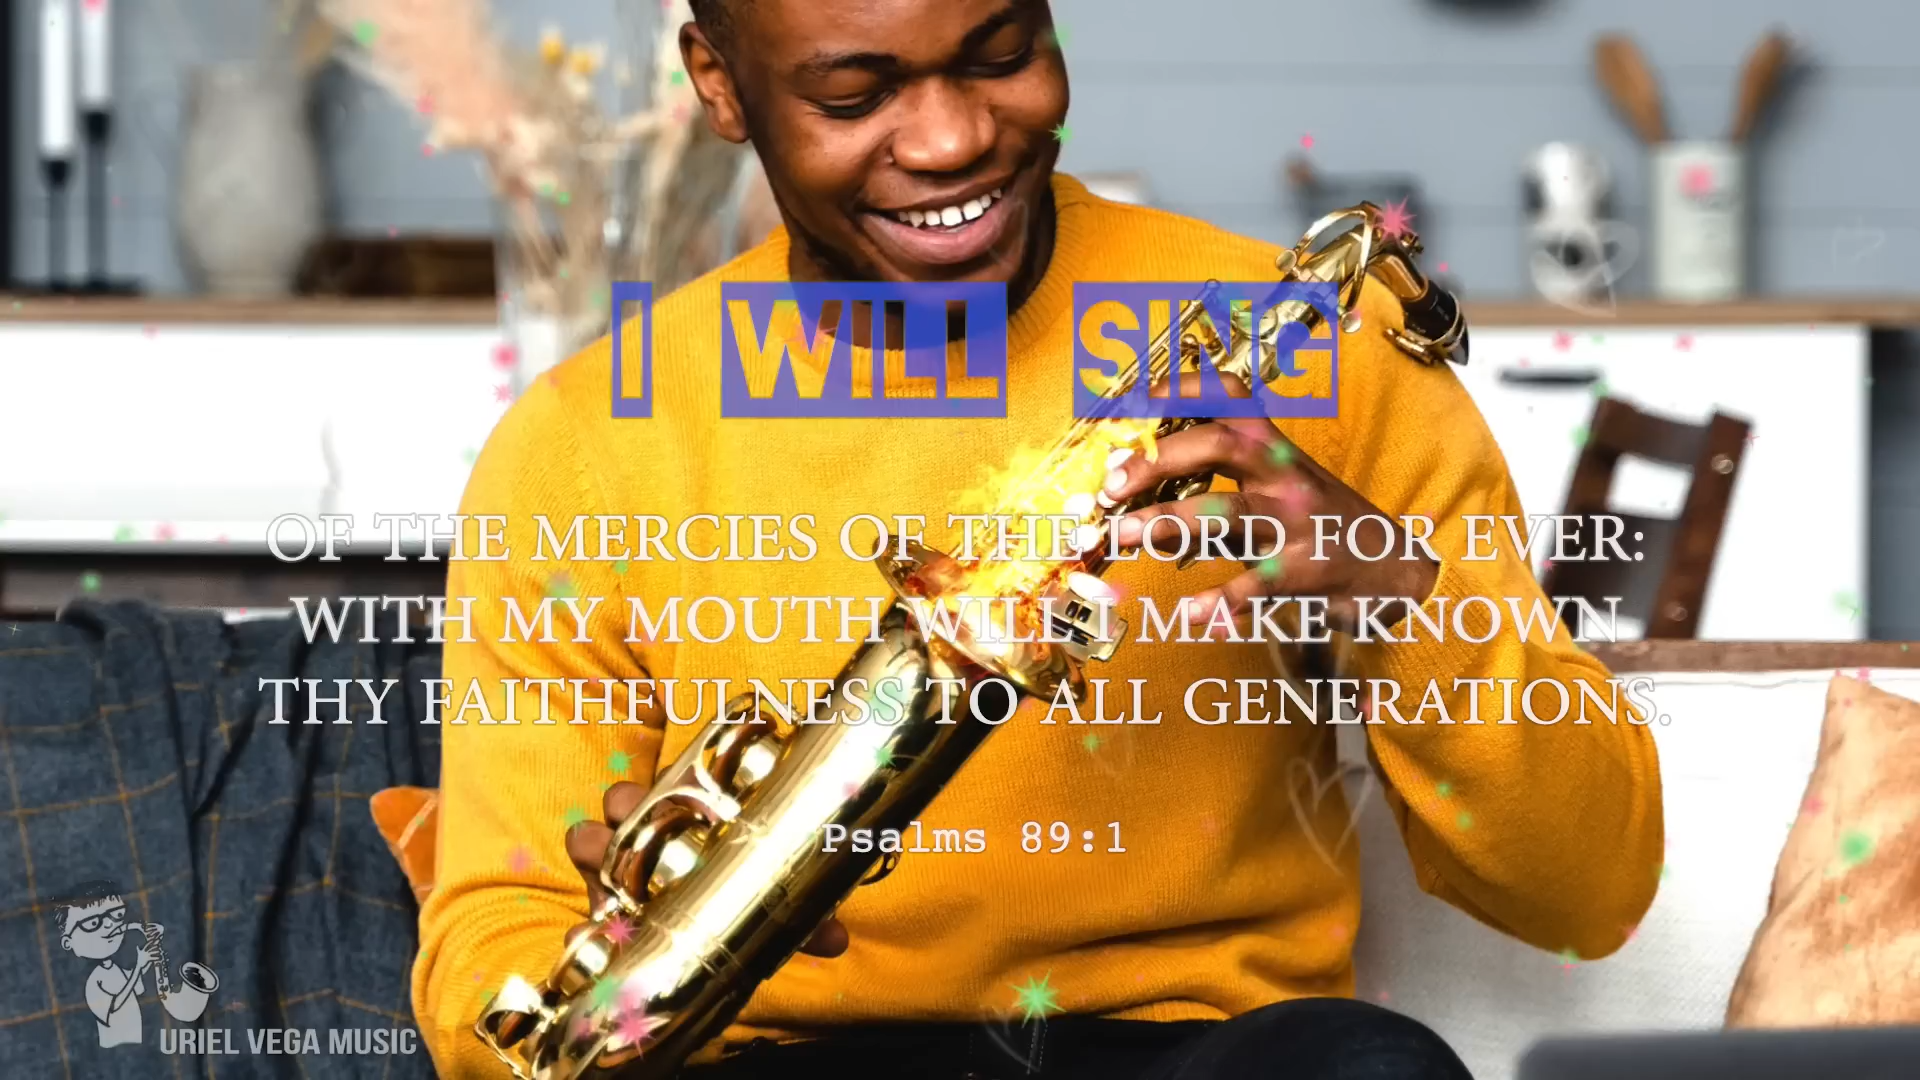 I WILL SING
OF THE MERCIES OF THE LORD FOR EVER:
WITH MY MOUTH WILL I MAKE KNOWN
THY FAITHFULNESS TO ALL GENERATIONS.
Psalms 89:1
URIEL VEGA MUSIC